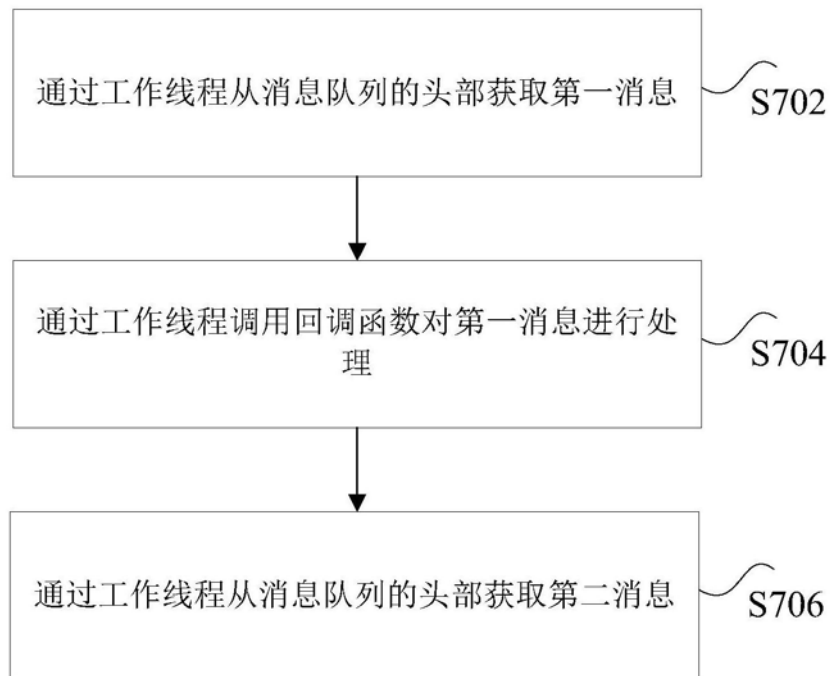 通过工作线程从消息队列的头部获取第一消息
S702
通过工作线程调用回调函数对第一消息进行处
理
S704
通过工作线程从消息队列的头部获取第二消息
S706